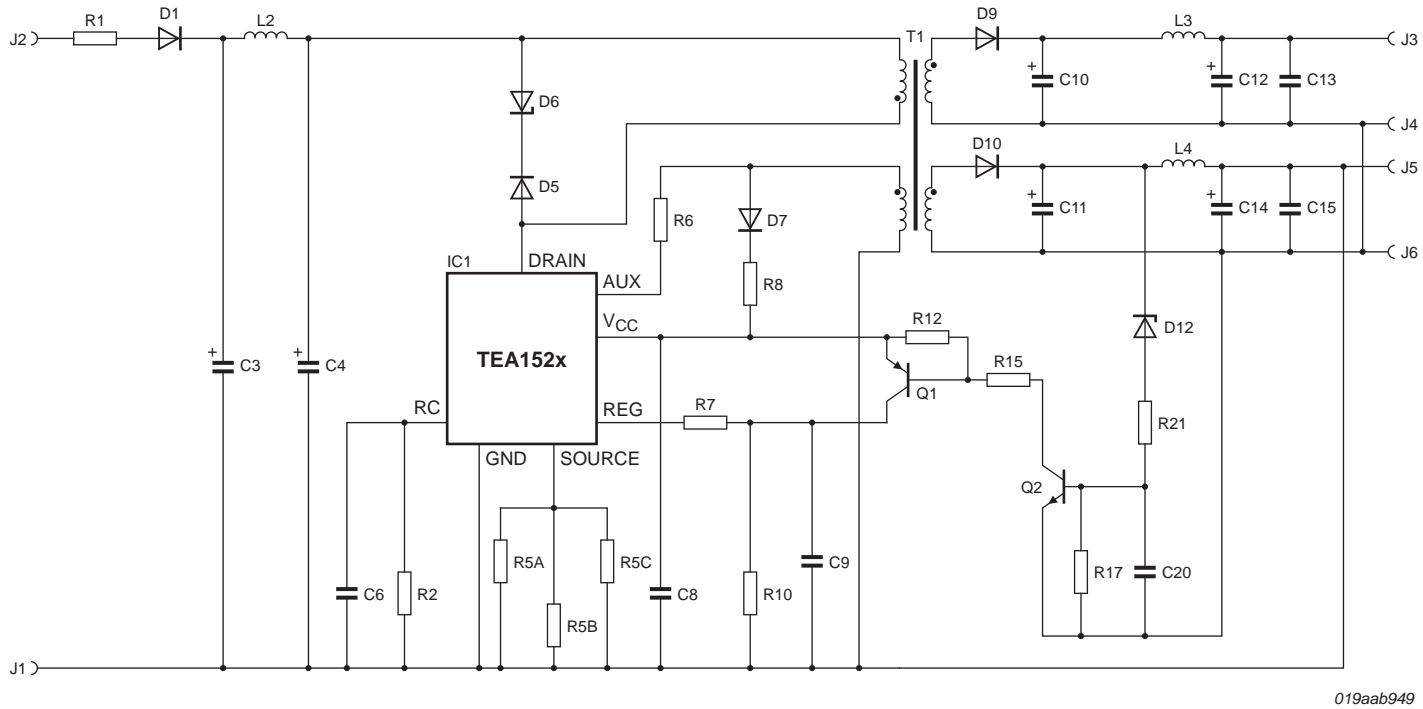 J2
R1
D1
L2
T1
D9
L3
J3
D6
C10
C12
C13
J4
D10
L4
J5
D5
R6
D7
C11
C14
C15
IC1
DRAIN
AUX
R8
J6
VCC
R12
D12
C3
C4
TEA152x
R15
Q1
RC
REG
R7
R21
GND
SOURCE
Q2
R5A
R5C
C9
R17
C20
C6
R2
R5B
C8
R10
J1
019aab949